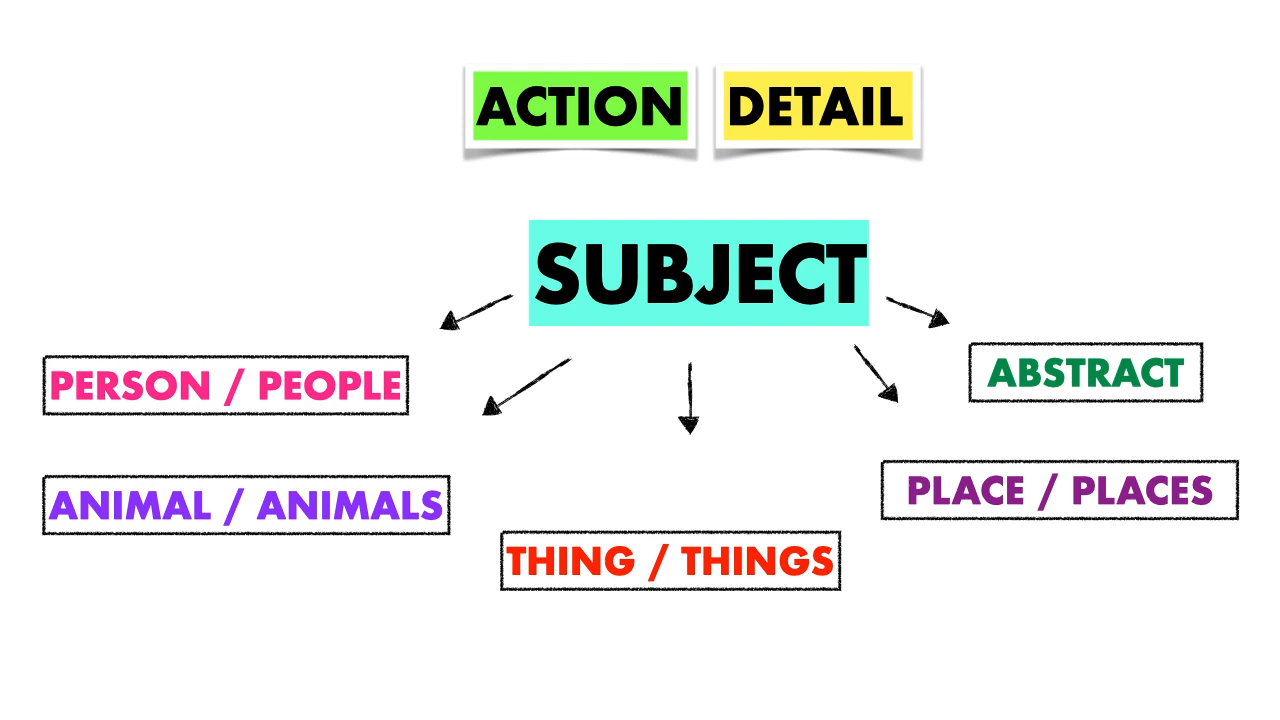 ACTION DETAIL
SUBJECT
PERSON / PEOPLE
ABSTRACT
ANIMAL / ANIMALS
PLACE / PLACES
THING / THINGS